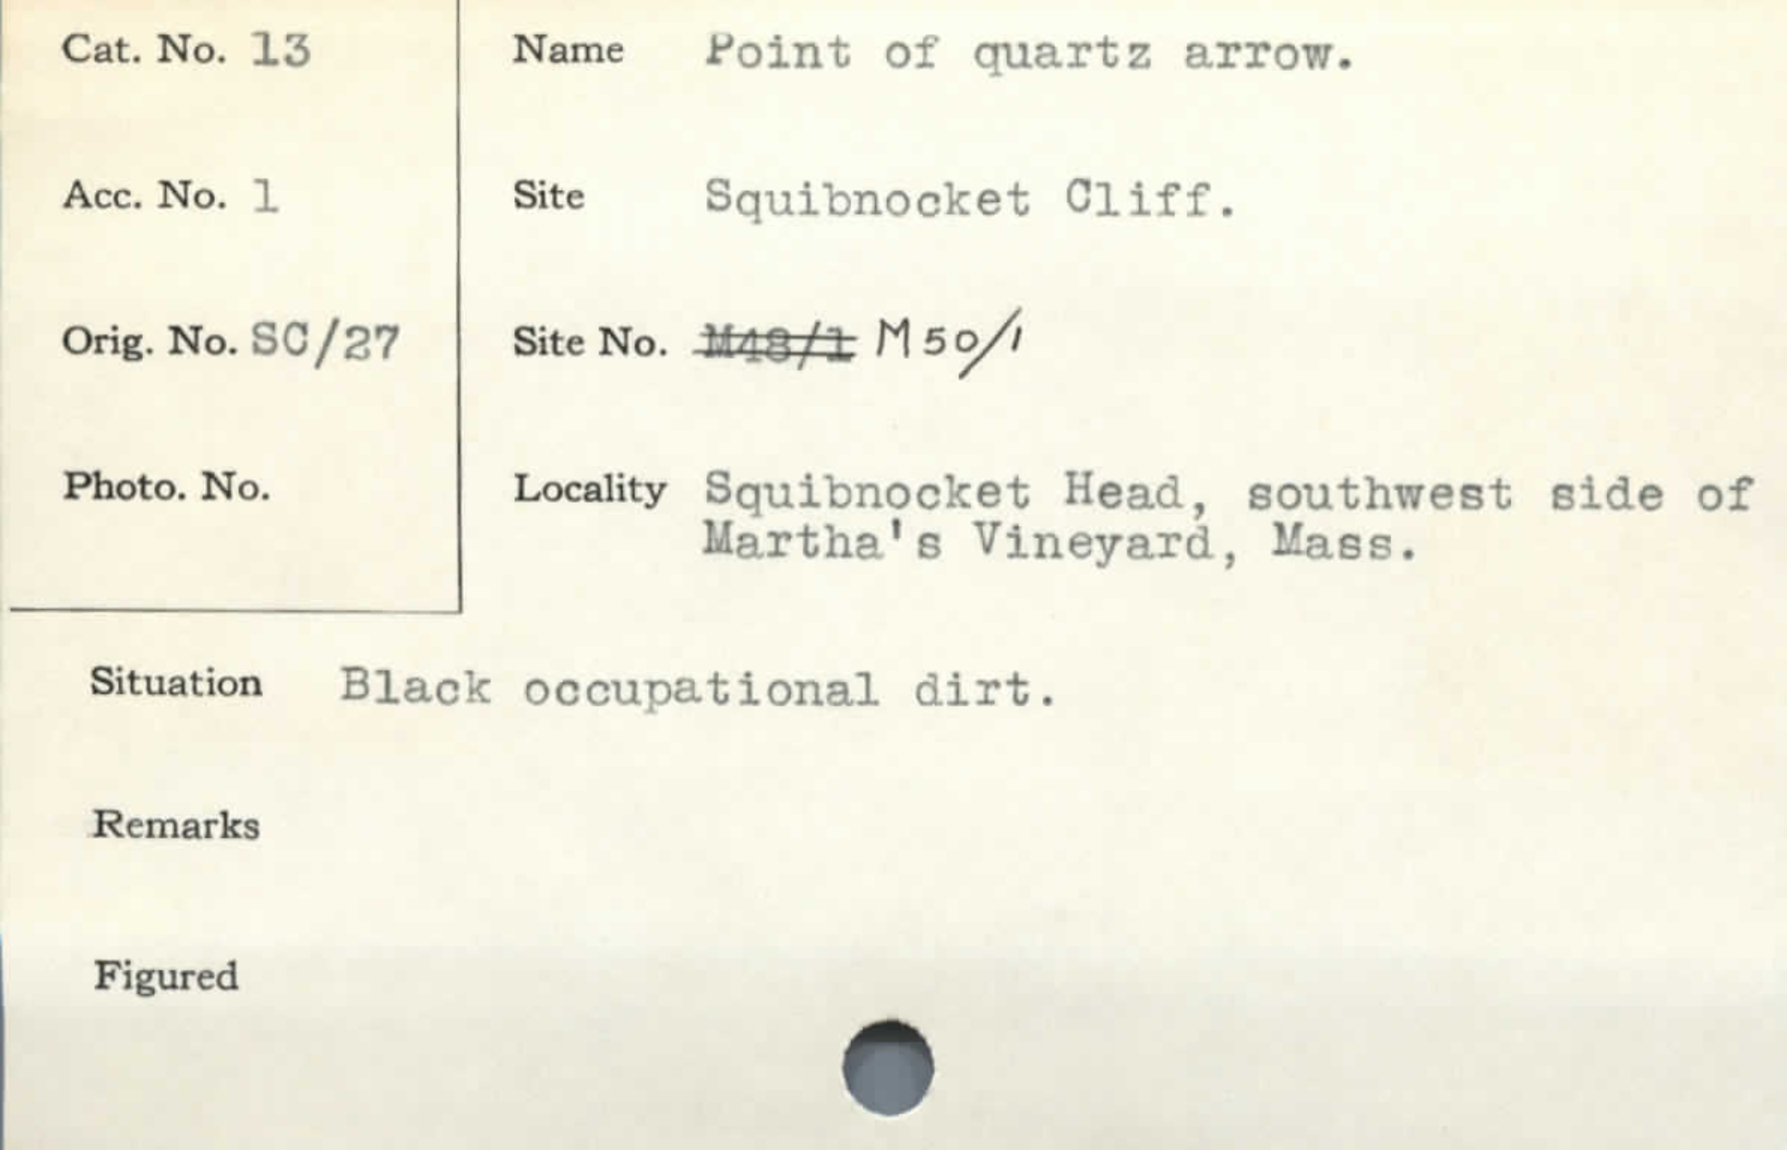 Cat. No. 13
Name Point of quartz arrow.
Acc. No. 1
Site Squibnocket Cliff.
Orig. No. SC/27
Site No. M48/1 M50/1
Photo. No.
Locality Squibnocket Head, southwest side of
Martha's Vineyard, Mass.
Situation Black occupational dirt.
Remarks
Figured